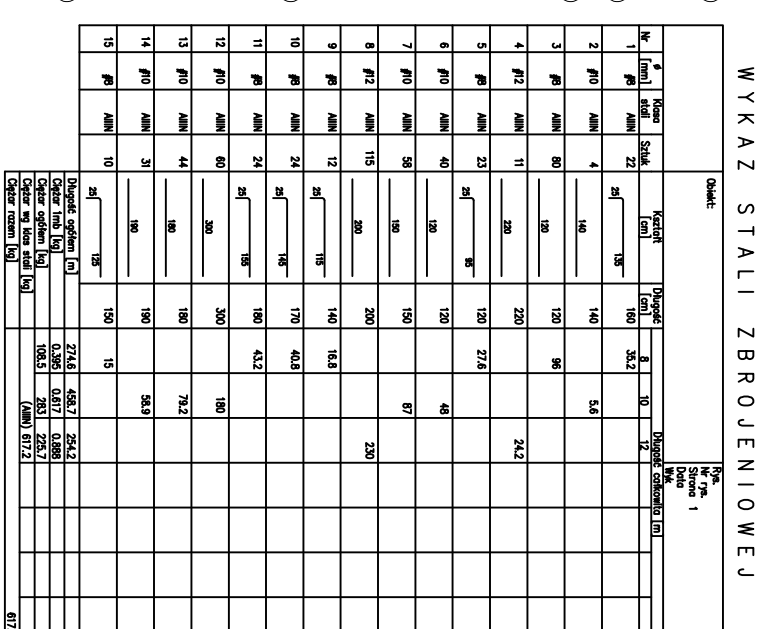 WYKAZ STALI ZBROJENIOWEJ
Obiekt:
Rys.
Nr rys.
Strona 1
Data
Wyk
Nr ø [mm] Klasa stali Sztuk Kształt [cm] Długość [cm] Długość całkowita [m]
8 10 12
1 #8 AIIIN 22 25 135 160 35.2
2 #10 AIIIN 4 140 140 5.6
3 #8 AIIIN 80 120 120 96
4 #12 AIIIN 11 220 220 24.2
5 #8 AIIIN 23 25 95 120 27.6
6 #10 AIIIN 40 120 120 48
7 #10 AIIIN 58 150 150 87
8 #12 AIIIN 115 200 200 230
9 #8 AIIIN 12 25 115 140 16.8
10 #8 AIIIN 24 25 145 170 40.8
11 #8 AIIIN 24 25 155 180 43.2
12 #10 AIIIN 60 300 300 180
13 #10 AIIIN 44 180 180 79.2
14 #10 AIIIN 31 190 190 58.9
15 #8 AIIIN 10 25 125 150 15
Długość ogółem [m] 274.6 458.7 254.2
Ciężar 1mb [kg] 0.395 0.617 0.888
Ciężar ogółem [kg] 108.5 283 225.7
Ciężar wg klas stali [kg] (AIIIN) 617.2
Ciężar razem [kg] 617